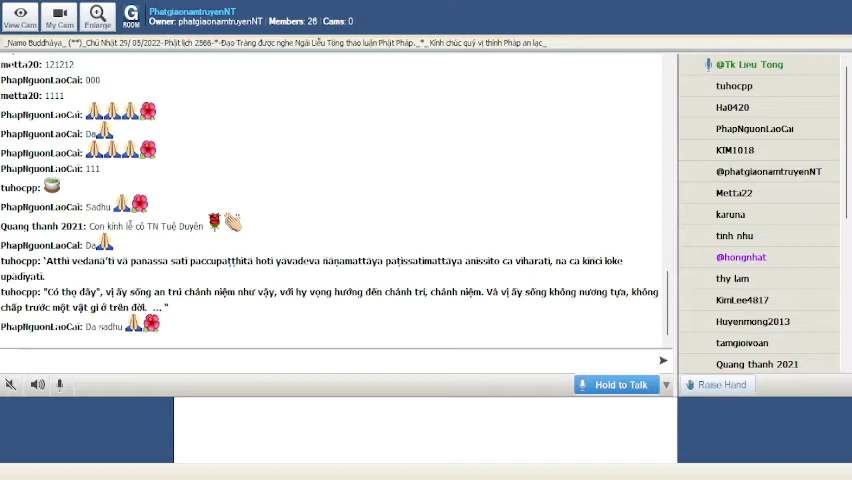 View Cam
My Cam
Enlarge
G
ROOM
PhatgiaonamtruyenNT
Owner: phatgiaonamtruyenNT | Members: 26 | Cams: 0
_Namo Buddhàya_ (**)_Chủ Nhật 29/ 05/2022- Phật lịch 2566-*-Đạo Tràng được nghe Ngài Liễu Tông thảo luận Phật Pháp._*_ Kính chúc quý vị thính Pháp an lạc_
metta20: 121212
PhapNguonLaoCai: 000
metta20: 1111
PhapNguonLaoCai:
PhapNguonLaoCai: Da
PhapNguonLaoCai:
PhapNguonLaoCai: 111
tuhocpp:
PhapNguonLaoCai: Sadhu
Quang thanh 2021: Con kính lễ cô TN Tuệ Duyên
PhapNguonLaoCai: Da
tuhocpp: ‘Atthi vedanā’ti vā panassa sati paccupaṭṭhitā hoti yāvadeva ñāṇamattāya paṭissatimattāya anissito ca viharati, na ca kiñci loke
upādiyati.
tuhocpp: "Có thọ đây", vị ấy sống an trú chánh niệm như vậy, với hy vọng hướng đến chánh trí, chánh niệm. Và vị ấy sống không nương tựa, không
chấp trước một vật gì ở trên đời. ... “
PhapNguonLaoCai: Da sadhu
Hold to Talk
@Tk Lieu Tong
tuhocpp
Ha0420
PhapNguonLaoCai
KIM1018
@phatgiaonamtruyenNT
Metta22
karuna
tinh nhu
@hongnhat
thy lam
KimLee4817
Huyenmong2013
tamgioivoan
Quang thanh 2021
Raise Hand